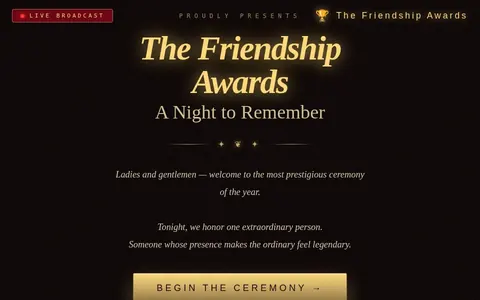 LIVE BROADCAST
PROUDLY PRESENTS
The Friendship Awards
The Friendship
Awards
A Night to Remember
Ladies and gentlemen — welcome to the most prestigious ceremony
of the year.
Tonight, we honor one extraordinary person.
Someone whose presence makes the ordinary feel legendary.
BEGIN THE CEREMONY →